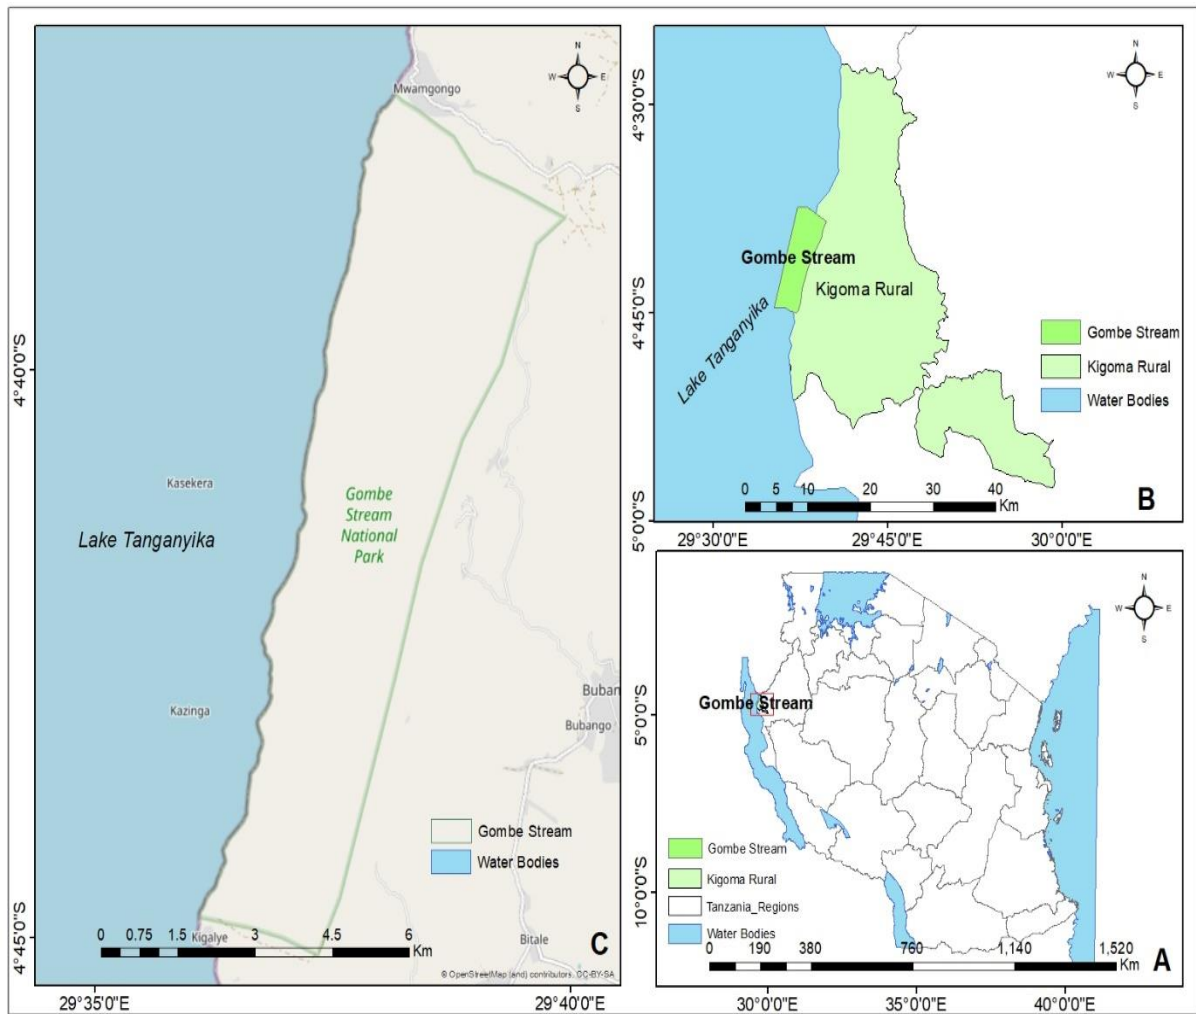 N
W E
S
Mwamgongo
4°40'0"S
Kasekera
Gombe
Stream
National
Park
Lake Tanganyika
Kazinga
Buban
Bubango
Gombe Stream
Water Bodies
Kigalye
Bitale
0 0.75 1.5 3 4.5 6
Km
C
© OpenStreetMap (and) contributors, CC-BY-SA
4°45'0"S
29°35'0"E 29°40'0"E
N
W E
S
4°30'0"S
Gombe Stream
Kigoma Rural
4°45'0"S
Lake Tanganyika
Gombe Stream
Kigoma Rural
Water Bodies
0 5 10 20 30 40
Km
B
5°0'0"S
29°30'0"E 29°45'0"E 30°0'0"E
N
W E
S
Gombe Stream
5°0'0"S
Gombe Stream
Kigoma Rural
Tanzania_Regions
Water Bodies
10°0'0"S
0 190 380 760 1,140 1,520
Km
A
30°0'0"E 35°0'0"E 40°0'0"E